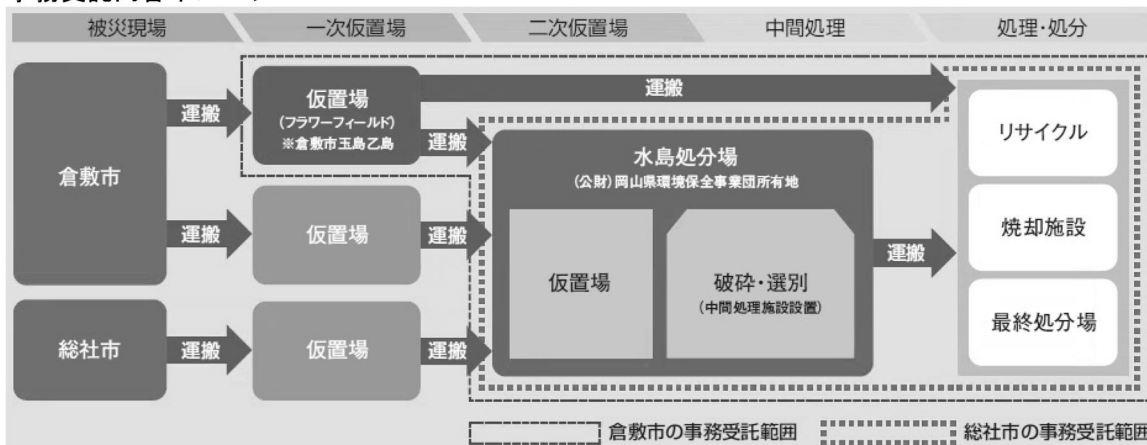 被災現場
一次仮置場
二次仮置場
中間処理
処理・処分
倉敷市
運搬
仮置場
(フラワーフィールド)
※倉敷市玉島乙島
運搬
運搬
水島処分場
(公財)岡山県環境保全事業団所有地
仮置場
破砕・選別
(中間処理施設設置)
運搬
仮置場
運搬
運搬
総社市
運搬
仮置場
運搬
リサイクル
焼却施設
最終処分場
倉敷市の事務受託範囲
総社市の事務受託範囲